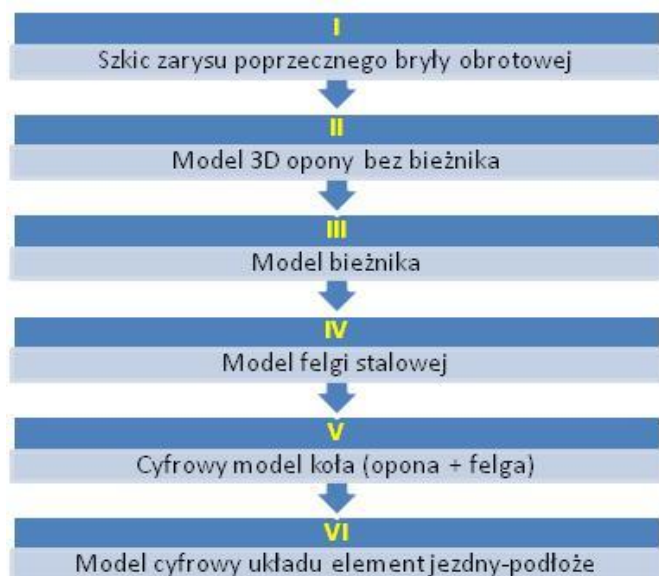 I
Szkic zarysu poprzecznego bryły obrotowej
II
Model 3D opony bez bieżnika
III
Model bieżnika
IV
Model felgi stalowej
V
Cyfrowy model koła (opona + felga)
VI
Model cyfrowy układu element jezdny-podłoże